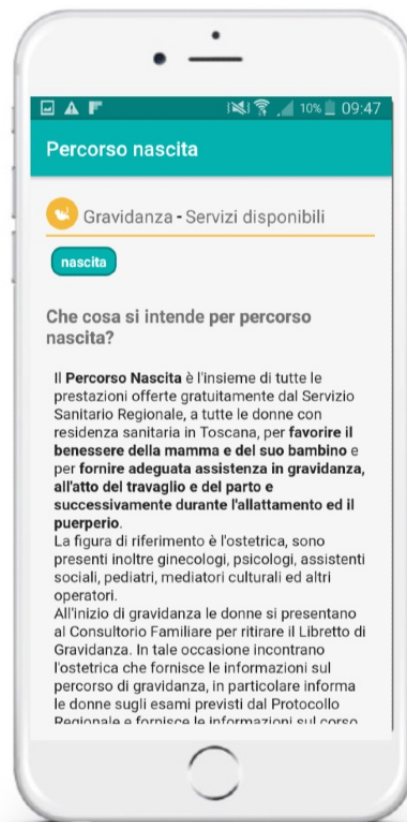 10% 09:47
Percorso nascita
Gravidanza - Servizi disponibili
nascita
Che cosa si intende per percorso
nascita?
Il Percorso Nascita è l'insieme di tutte le
prestazioni offerte gratuitamente dal Servizio
Sanitario Regionale, a tutte le donne con
residenza sanitaria in Toscana, per favorire il
benessere della mamma e del suo bambino e
per fornire adeguata assistenza in gravidanza,
all'atto del travaglio e del parto e
successivamente durante l'allattamento ed il
puerperio.
La figura di riferimento è l'ostetrica, sono
presenti inoltre ginecologi, psicologi, assistenti
sociali, pediatri, mediatori culturali ed altri
operatori.
All'inizio di gravidanza le donne si presentano
al Consultorio Familiare per ritirare il Libretto di
Gravidanza. In tale occasione incontrano
l'ostetrica che fornisce le informazioni sul
percorso di gravidanza, in particolare informa
le donne sugli esami previsti dal Protocollo
Regionale e fornisce le informazioni sul corso